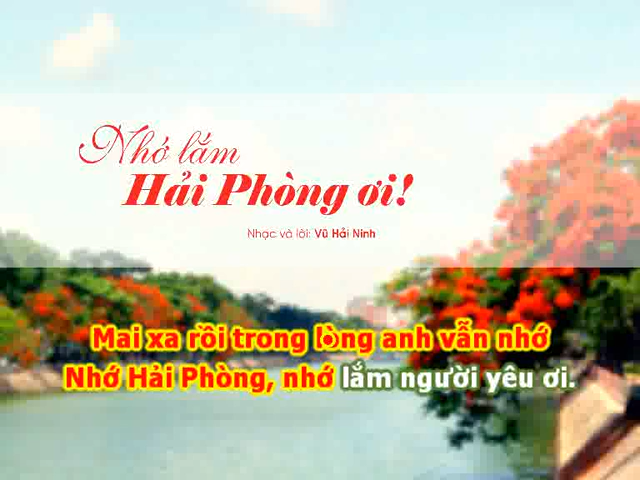 Nhớ lắm
Hải Phòng ơi!
Nhạc và lời: Vũ Hải Ninh
Mai xa rồi trong lòng anh vẫn nhớ
Nhớ Hải Phòng, nhớ lắm người yêu ơi.